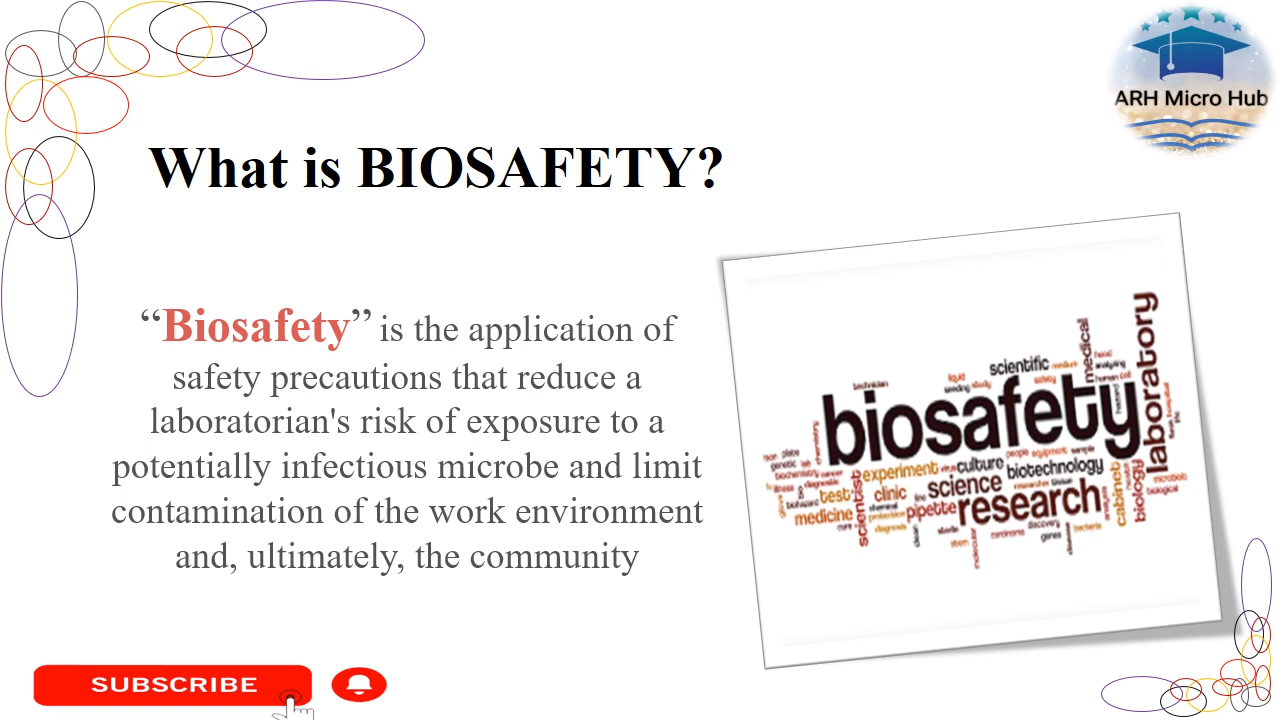 ARH Micro Hub
What is BIOSAFETY?
“Biosafety” is the application of
safety precautions that reduce a
laboratorian's risk of exposure to a
potentially infectious microbe and limit
contamination of the work environment
and, ultimately, the community
biosafety
laboratory
medical
scientific
technician
experiment
culture
biotechnology
science
research
scientist
test
clinic
medicine
pipette
cabinet
biology
SUBSCRIBE